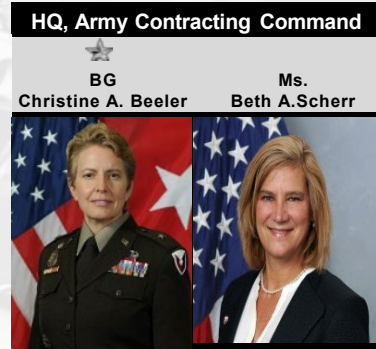 HQ, Army Contracting Command
BG
Christine A. Beeler
Ms.
Beth A.Scherr